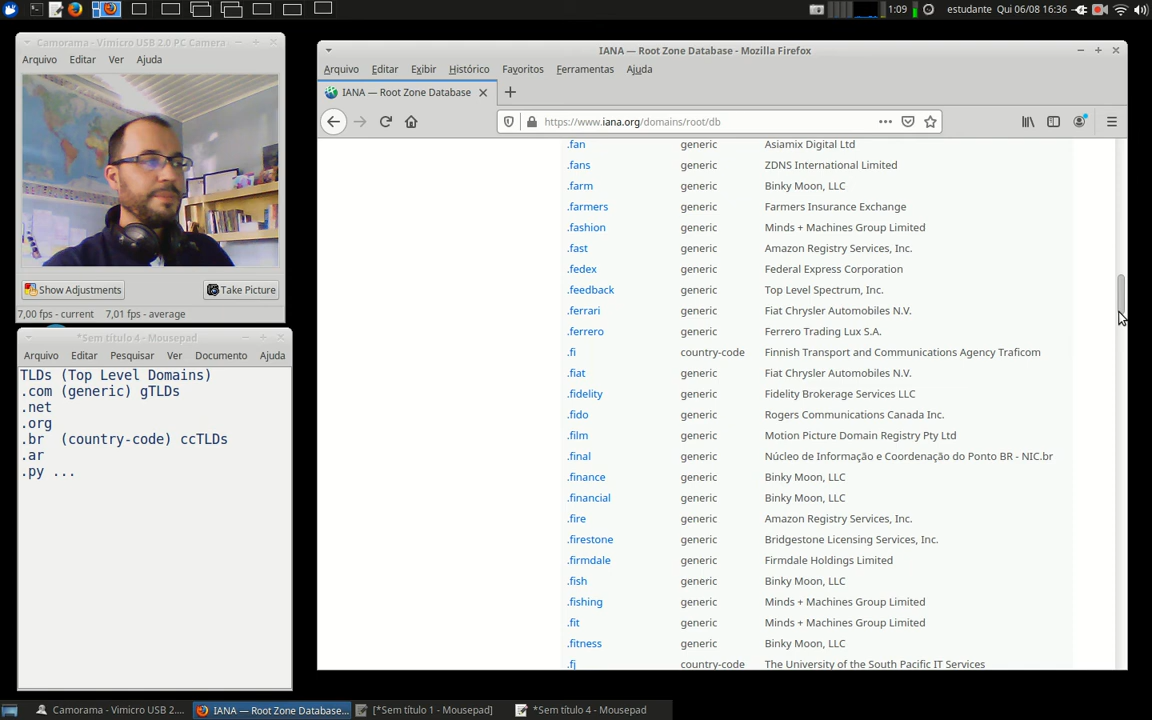 1:09 estudante Qui 06/08 16:36
Camorama - Vimicro USB 2.0 PC Camera
Arquivo Editar Ver Ajuda
Show Adjustments Take Picture
7,00 fps - current 7,01 fps - average
*Sem título 4 - Mousepad
Arquivo Editar Pesquisar Ver Documento Ajuda
TLDs (Top Level Domains)
.com (generic) gTLDs
.net
.org
.br (country-code) ccTLDs
.ar
.py ...
IANA — Root Zone Database - Mozilla Firefox
Arquivo Editar Exibir Histórico Favoritos Ferramentas Ajuda
IANA — Root Zone Database
https://www.iana.org/domains/root/db
.fan generic Asiamix Digital Ltd
.fans generic ZDNS International Limited
.farm generic Binky Moon, LLC
.farmers generic Farmers Insurance Exchange
.fashion generic Minds + Machines Group Limited
.fast generic Amazon Registry Services, Inc.
.fedex generic Federal Express Corporation
.feedback generic Top Level Spectrum, Inc.
.ferrari generic Fiat Chrysler Automobiles N.V.
.ferrero generic Ferrero Trading Lux S.A.
.fi country-code Finnish Transport and Communications Agency Traficom
.fiat generic Fiat Chrysler Automobiles N.V.
.fidelity generic Fidelity Brokerage Services LLC
.fido generic Rogers Communications Canada Inc.
.film generic Motion Picture Domain Registry Pty Ltd
.final generic Núcleo de Informação e Coordenação do Ponto BR - NIC.br
.finance generic Binky Moon, LLC
.financial generic Binky Moon, LLC
.fire generic Amazon Registry Services, Inc.
.firestone generic Bridgestone Licensing Services, Inc.
.firmdale generic Firmdale Holdings Limited
.fish generic Binky Moon, LLC
.fishing generic Minds + Machines Group Limited
.fit generic Minds + Machines Group Limited
.fitness generic Binky Moon, LLC
.fj country-code The University of the South Pacific IT Services
Camorama - Vimicro USB 2.... IANA — Root Zone Database... [*Sem título 1 - Mousepad] *Sem título 4 - Mousepad